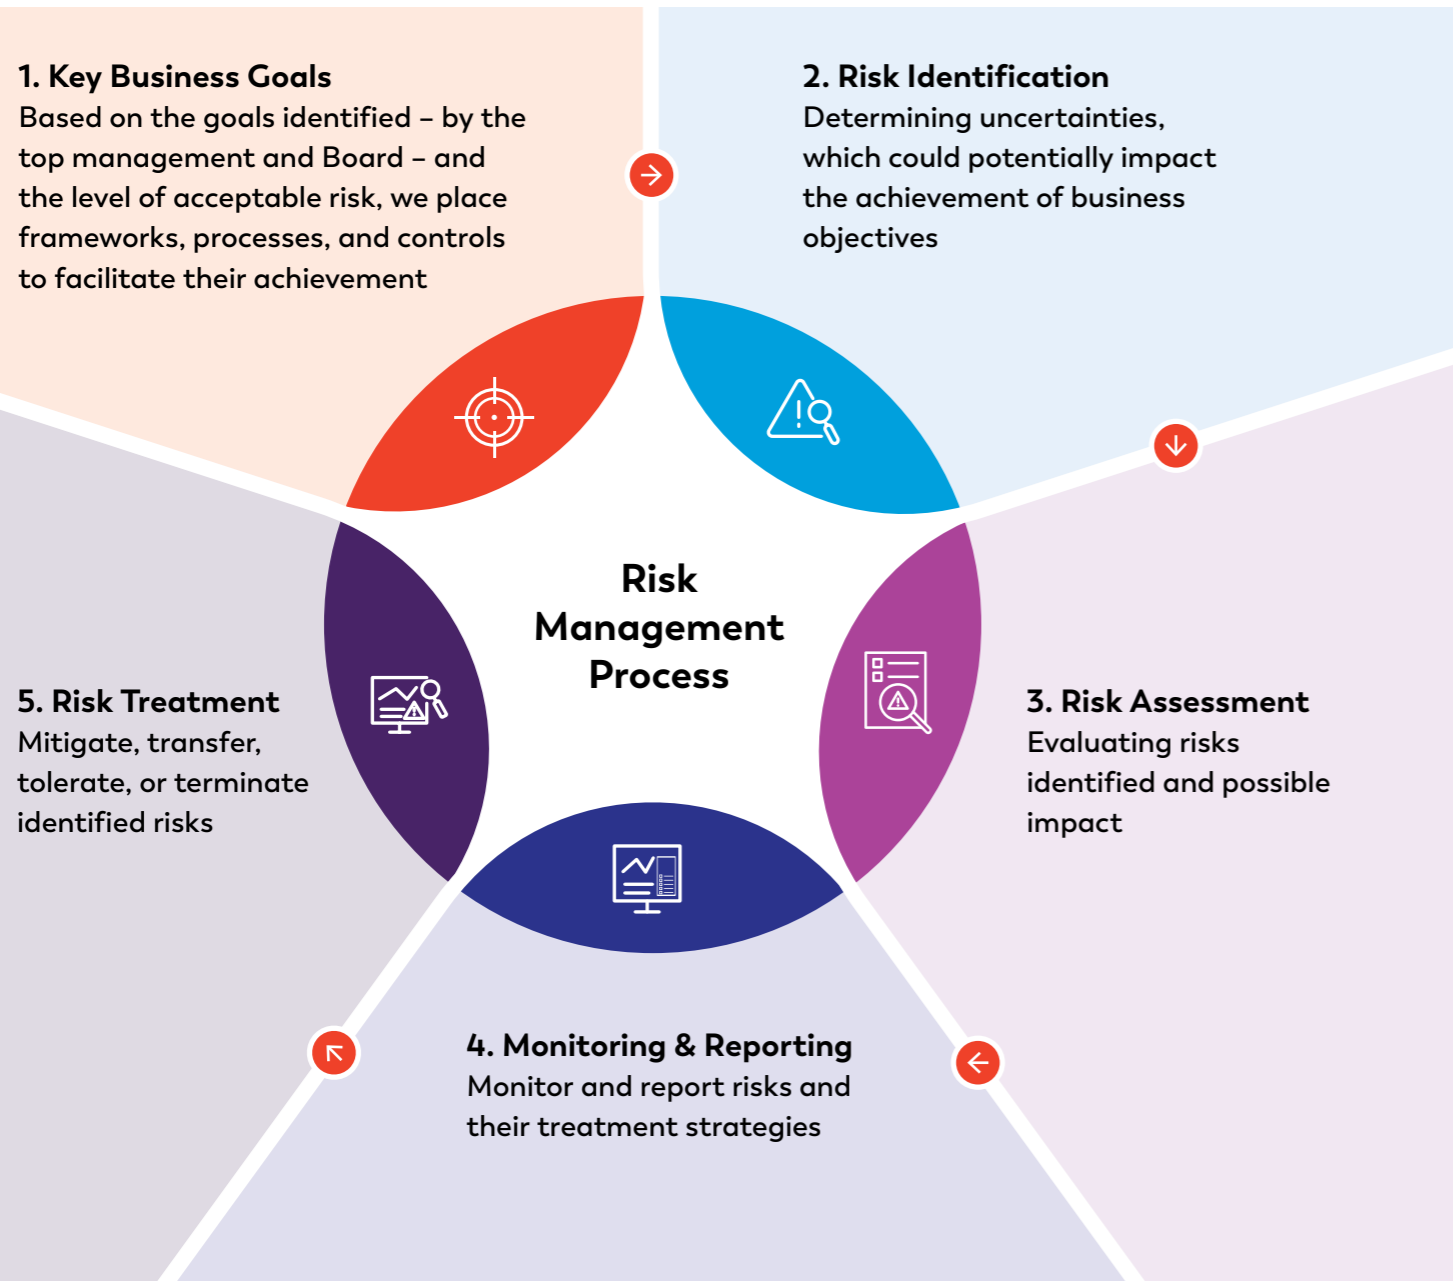 1. Key Business Goals
Based on the goals identified – by the
top management and Board – and
the level of acceptable risk, we place
frameworks, processes, and controls
to facilitate their achievement
2. Risk Identification
Determining uncertainties,
which could potentially impact
the achievement of business
objectives
Risk
Management
Process
3. Risk Assessment
Evaluating risks
identified and possible
impact
4. Monitoring & Reporting
Monitor and report risks and
their treatment strategies
5. Risk Treatment
Mitigate, transfer,
tolerate, or terminate
identified risks